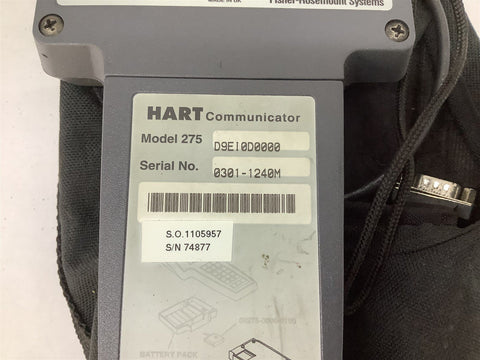 MADE IN UK
Fisher-Rosemount Systems
HART Communicator
Model 275 D9EI0D0000
Serial No. 0301-1240M
S.O.1105957
S/N 74877
BATTERY PACK